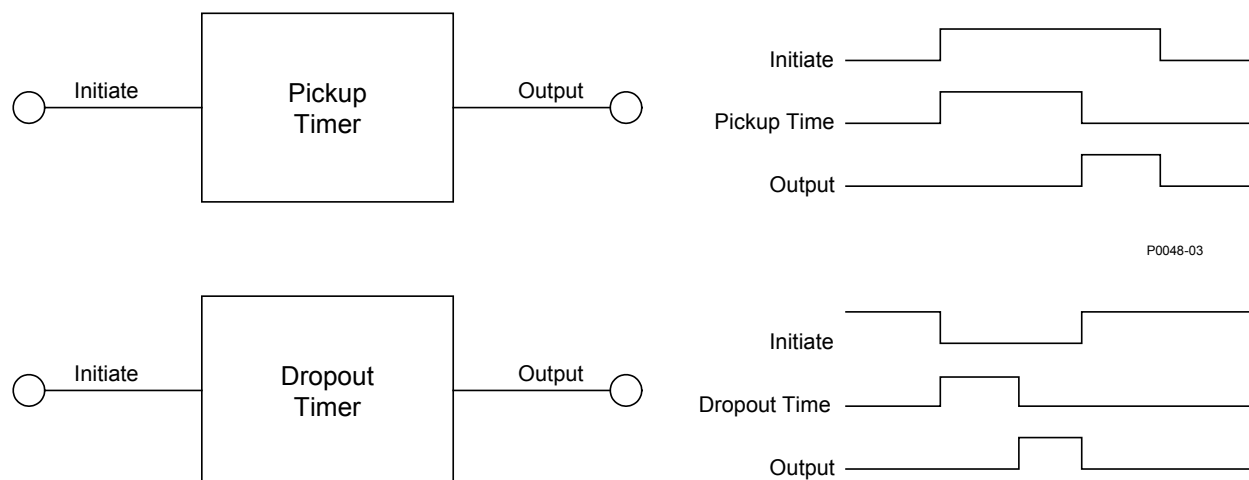 Initiate
Pickup
Timer
Output
Initiate
Pickup Time
Output
P0048-03
Initiate
Dropout
Timer
Output
Initiate
Dropout Time
Output